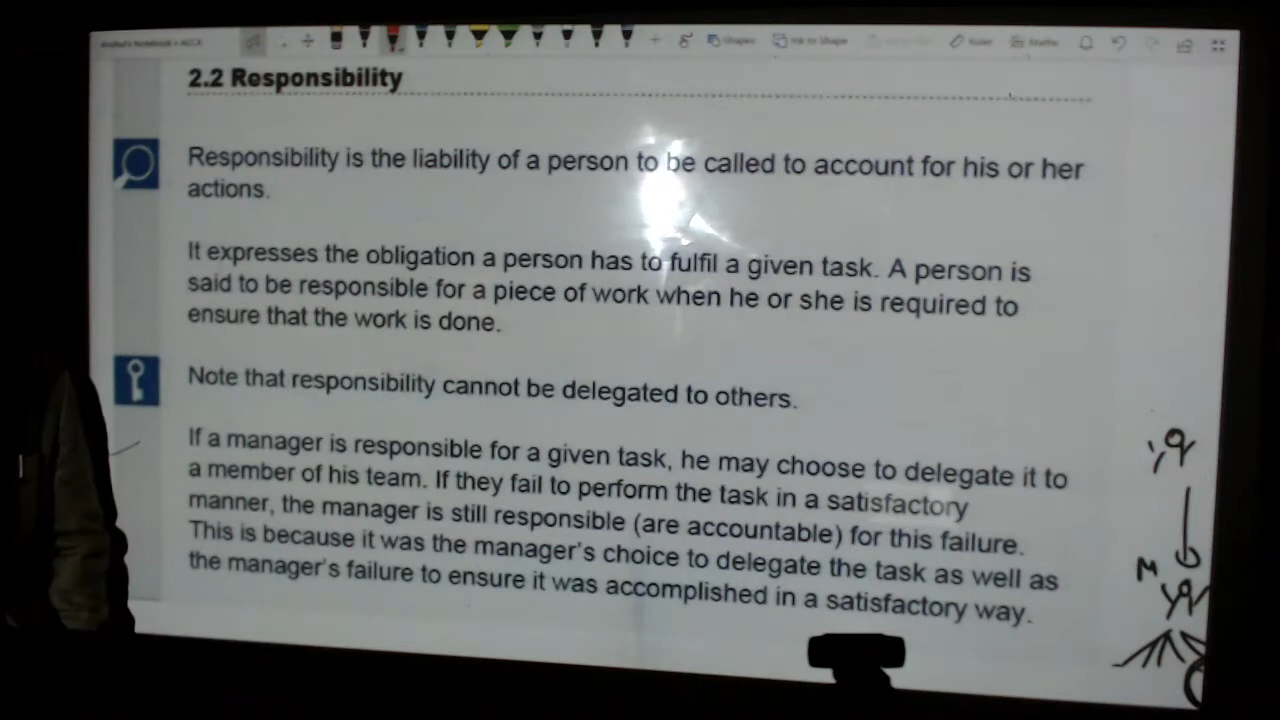 Shapes Ink to Shape Ruler Maths
2.2 Responsibility
Responsibility is the liability of a person to be called to account for his or her
actions.
It expresses the obligation a person has to fulfil a given task. A person is
said to be responsible for a piece of work when he or she is required to
ensure that the work is done.
Note that responsibility cannot be delegated to others.
If a manager is responsible for a given task, he may choose to delegate it to
a member of his team. If they fail to perform the task in a satisfactory
manner, the manager is still responsible (are accountable) for this failure.
This is because it was the manager's choice to delegate the task as well as
the manager's failure to ensure it was accomplished in a satisfactory way.
M